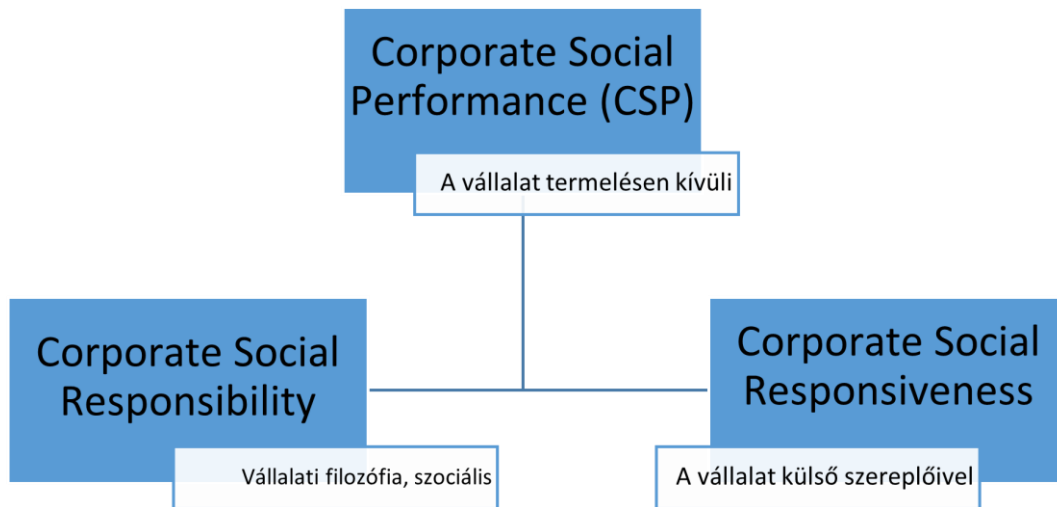 Corporate Social
Performance (CSP)
A vállalat termelésen kívüli
Corporate Social
Responsibility
Vállalati filozófia, szociális
Corporate Social
Responsiveness
A vállalat külső szereplőivel